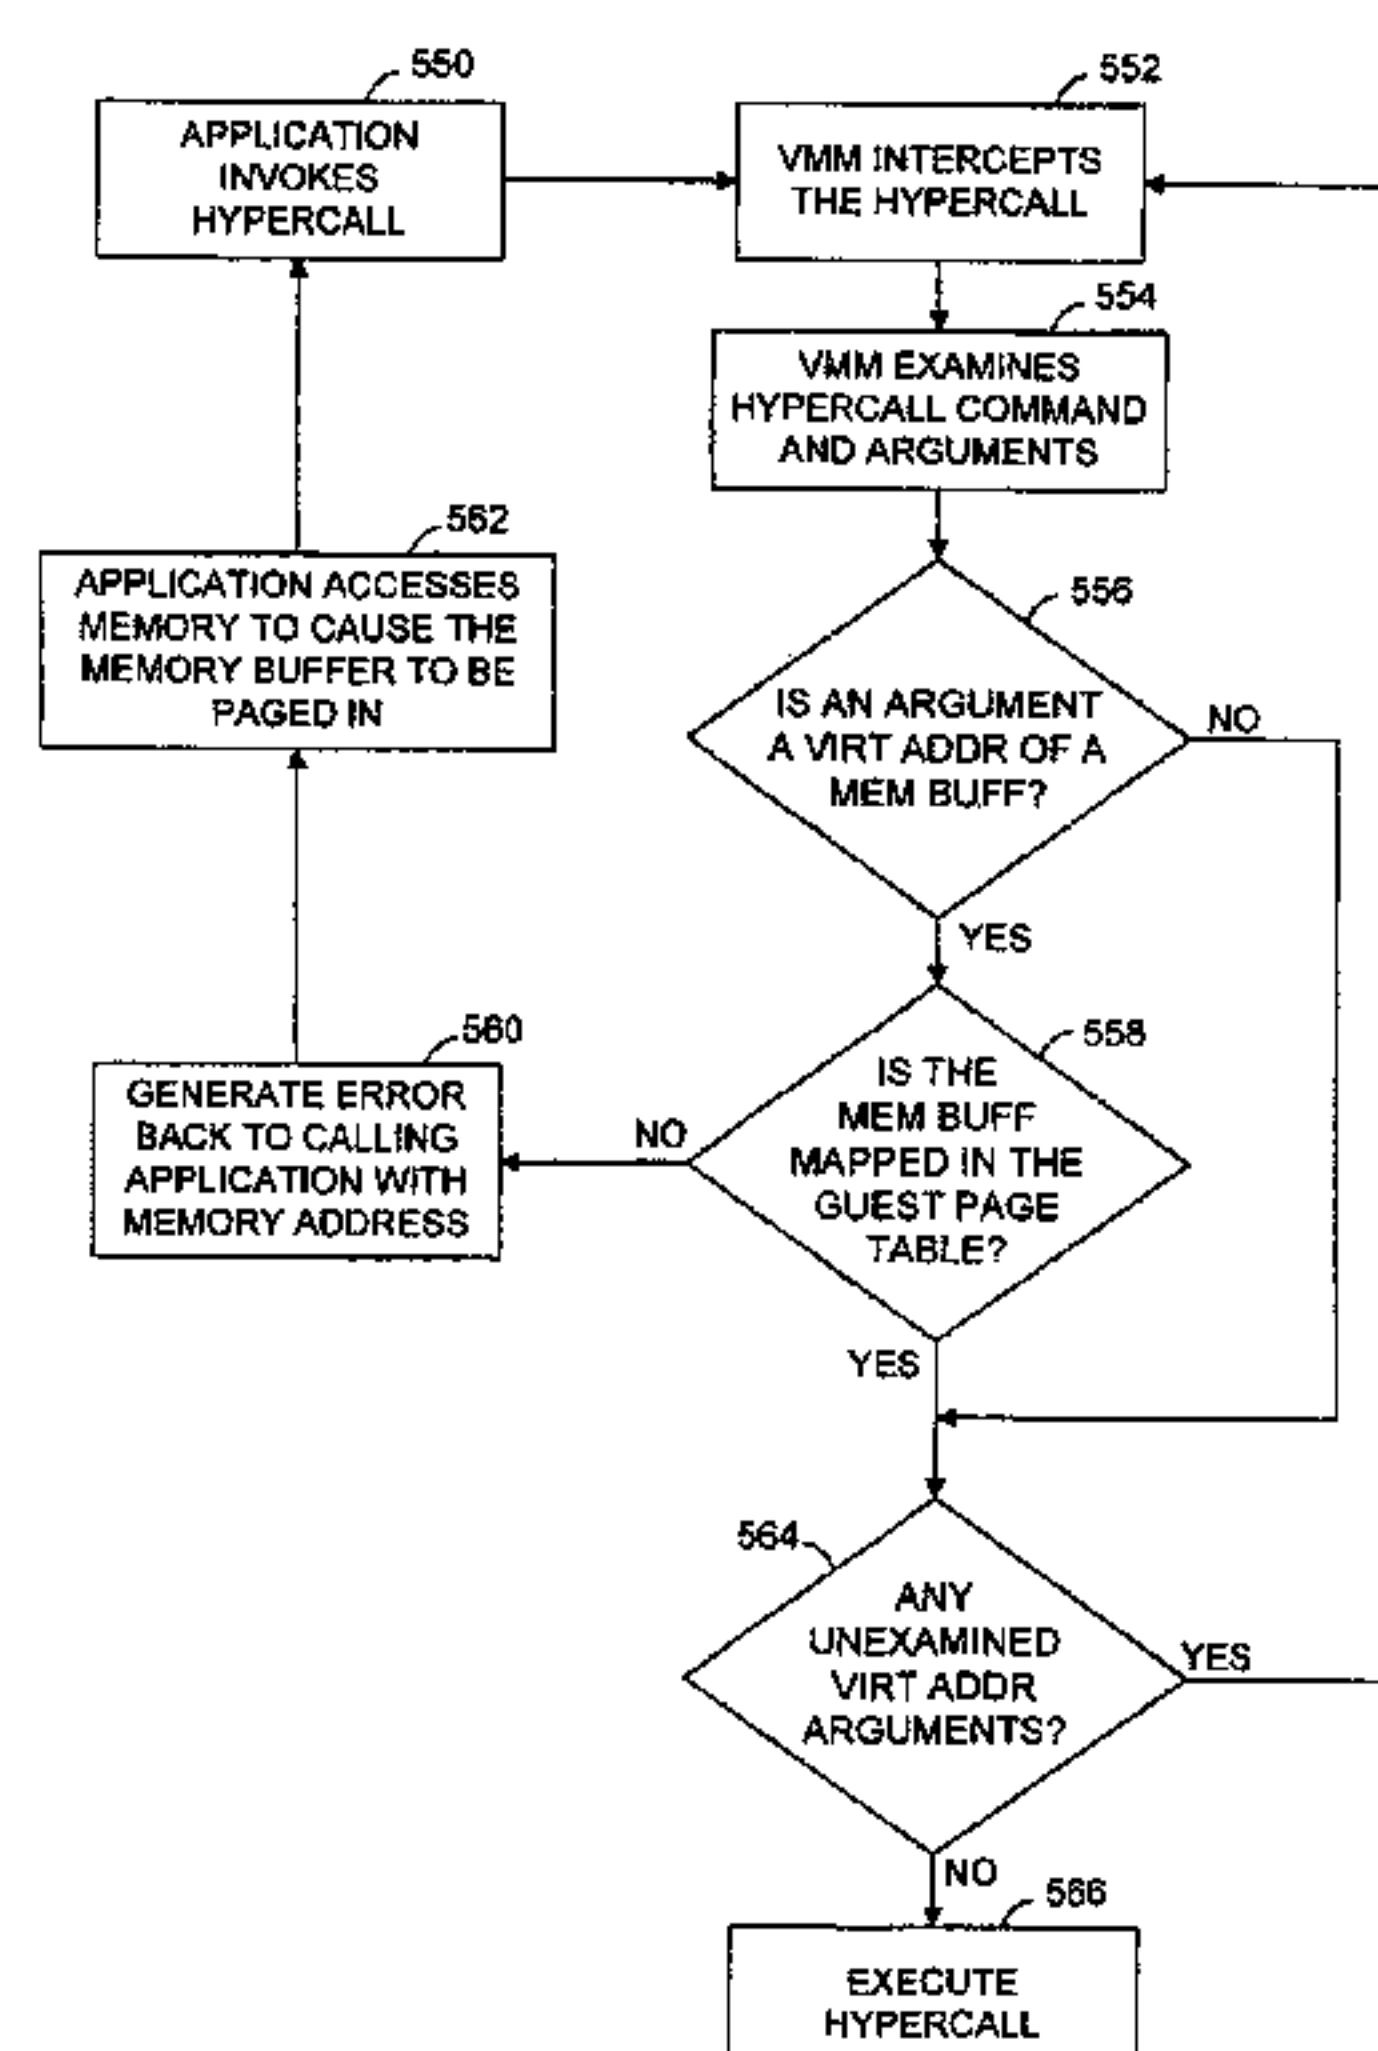 550
APPLICATION
INVOKES
HYPERCALL
552
VMM INTERCEPTS
THE HYPERCALL
554
VMM EXAMINES
HYPERCALL COMMAND
AND ARGUMENTS
562
APPLICATION ACCESSES
MEMORY TO CAUSE THE
MEMORY BUFFER TO BE
PAGED IN
556
IS AN ARGUMENT
A VIRT ADDR OF A
MEM BUFF?
NO
YES
558
IS THE
MEM BUFF
MAPPED IN THE
GUEST PAGE
TABLE?
NO
YES
560
GENERATE ERROR
BACK TO CALLING
APPLICATION WITH
MEMORY ADDRESS
564
ANY
UNEXAMINED
VIRT ADDR
ARGUMENTS?
YES
NO
566
EXECUTE
HYPERCALL